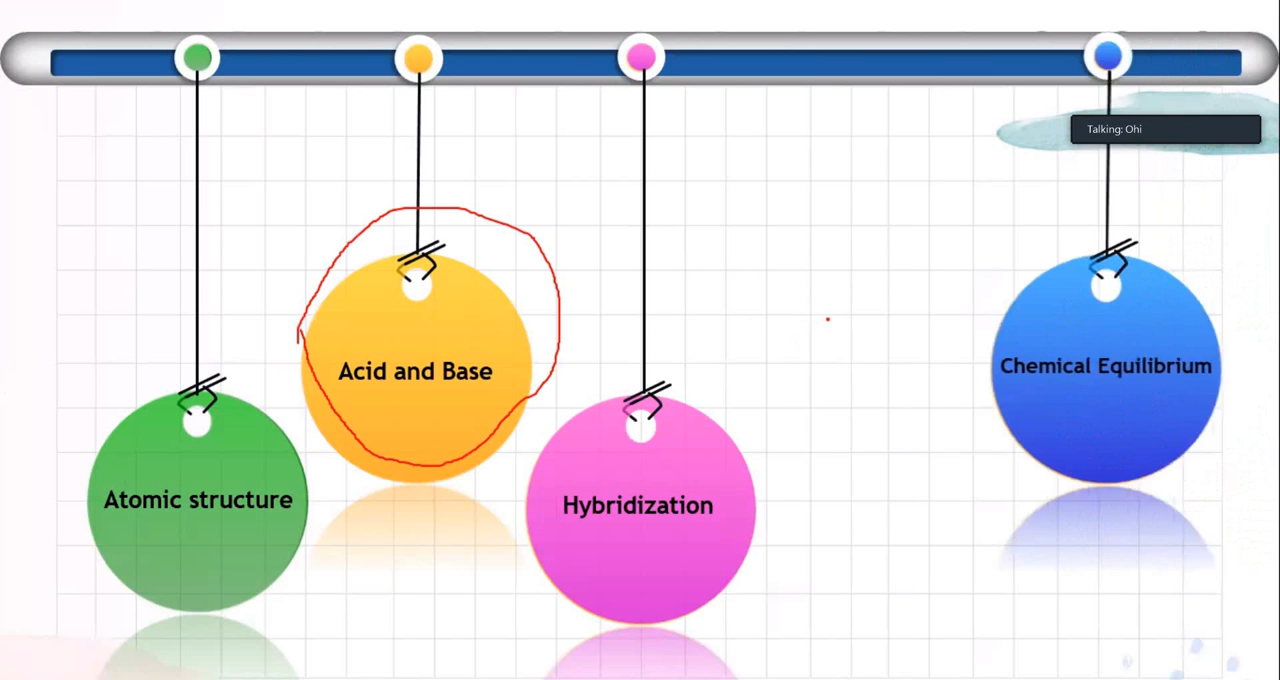 Talking: Ohi
Acid and Base
Chemical Equilibrium
Atomic structure
Hybridization